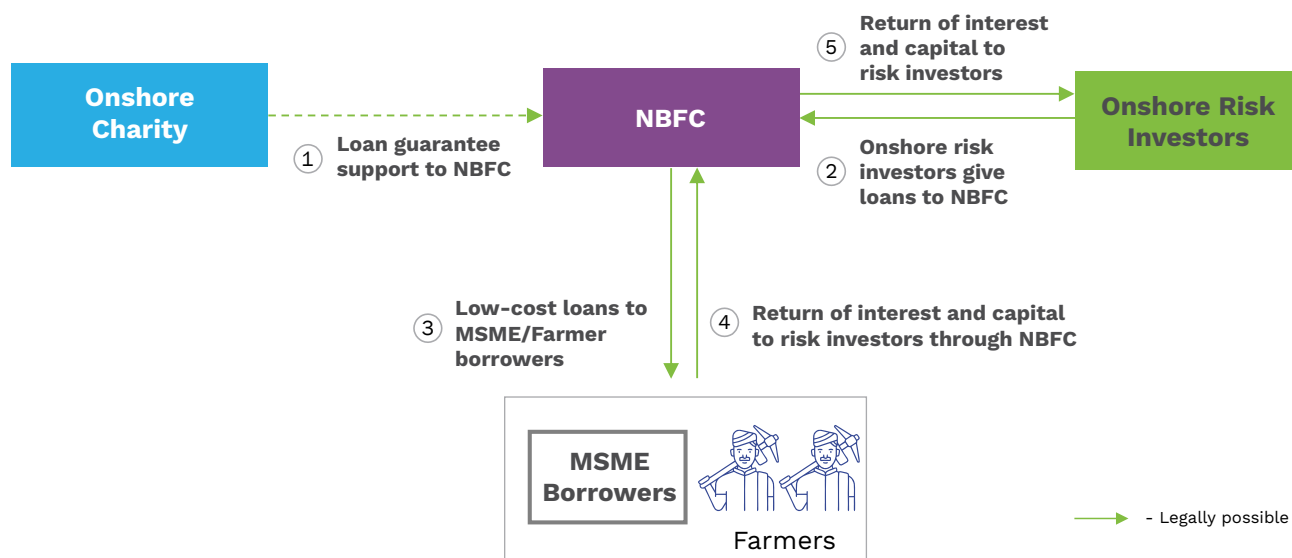 Onshore
Charity
1
Loan guarantee
support to NBFC
NBFC
5
Return of interest
and capital to
risk investors
Onshore Risk
Investors
2
Onshore risk
investors give
loans to NBFC
3
Low-cost loans to
MSME/Farmer
borrowers
4
Return of interest and capital
to risk investors through NBFC
MSME
Borrowers
Farmers
- Legally possible